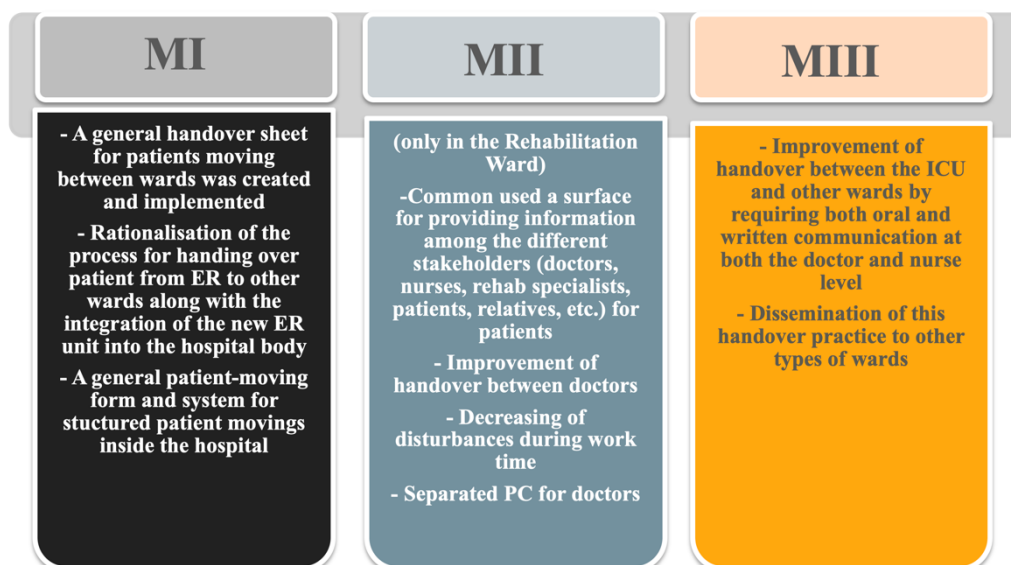 MI
- A general handover sheet
for patients moving
between wards was created
and implemented
- Rationalisation of the
process for handing over
patient from ER to other
wards along with the
integration of the new ER
unit into the hospital body
- A general patient-moving
form and system for
stuctured patient movings
inside the hospital
MII
(only in the Rehabilitation
Ward)
-Common used a surface
for providing information
among the different
stakeholders (doctors,
nurses, rehab specialists,
patients, relatives, etc.) for
patients
- Improvement of
handover between doctors
- Decreasing of
disturbances during work
time
- Separated PC for doctors
MIII
- Improvement of
handover between the ICU
and other wards by
requiring both oral and
written communication at
both the doctor and nurse
level
- Dissemination of this
handover practice to other
types of wards